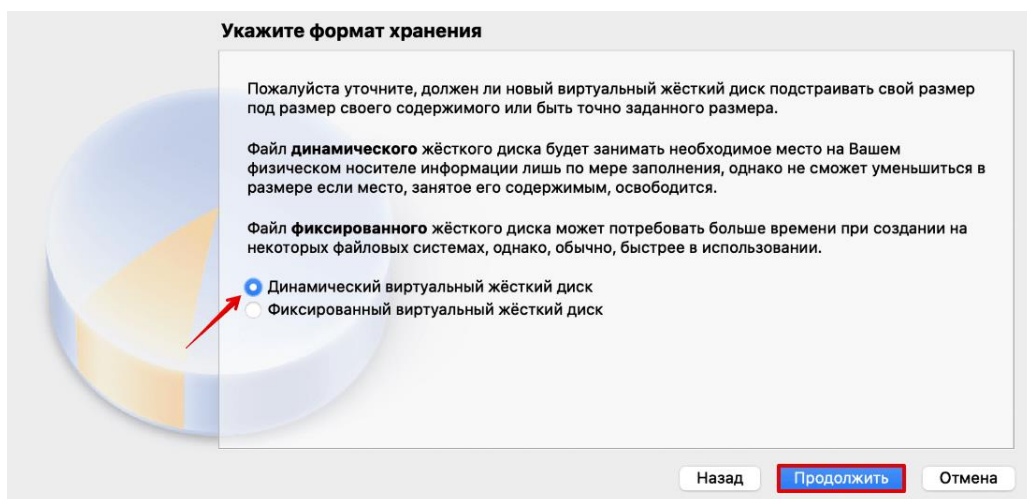 Укажите формат хранения
Пожалуйста уточните, должен ли новый виртуальный жёсткий диск подстраивать свой размер
под размер своего содержимого или быть точно заданного размера.
Файл динамического жёсткого диска будет занимать необходимое место на Вашем
физическом носителе информации лишь по мере заполнения, однако не сможет уменьшиться в
размере если место, занятое его содержимым, освободится.
Файл фиксированного жёсткого диска может потребовать больше времени при создании на
некоторых файловых системах, однако, обычно, быстрее в использовании.
Динамический виртуальный жёсткий диск
Фиксированный виртуальный жёсткий диск
Назад Продолжить Отмена